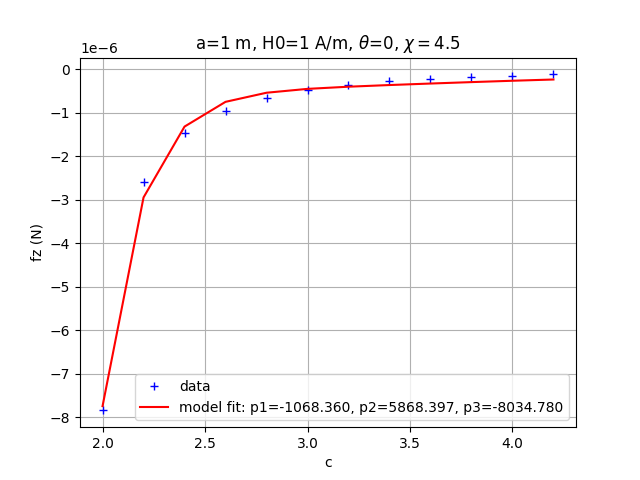 a=1 m, H0=1 A/m, θ=0, χ = 4.5
1e−6
0
−1
−2
−3
−4
−5
−6
−7
−8
fz (N)
data
model fit: p1=-1068.360, p2=5868.397, p3=-8034.780
2.0 2.5 3.0 3.5 4.0
c